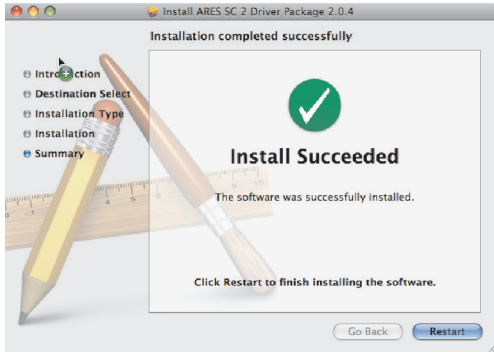 Install ARES SC 2 Driver Package 2.0.4
Installation completed successfully
Introduction
Destination Select
Installation Type
Installation
Summary
Install Succeeded
The software was successfully installed.
Click Restart to finish installing the software.
Go Back
Restart